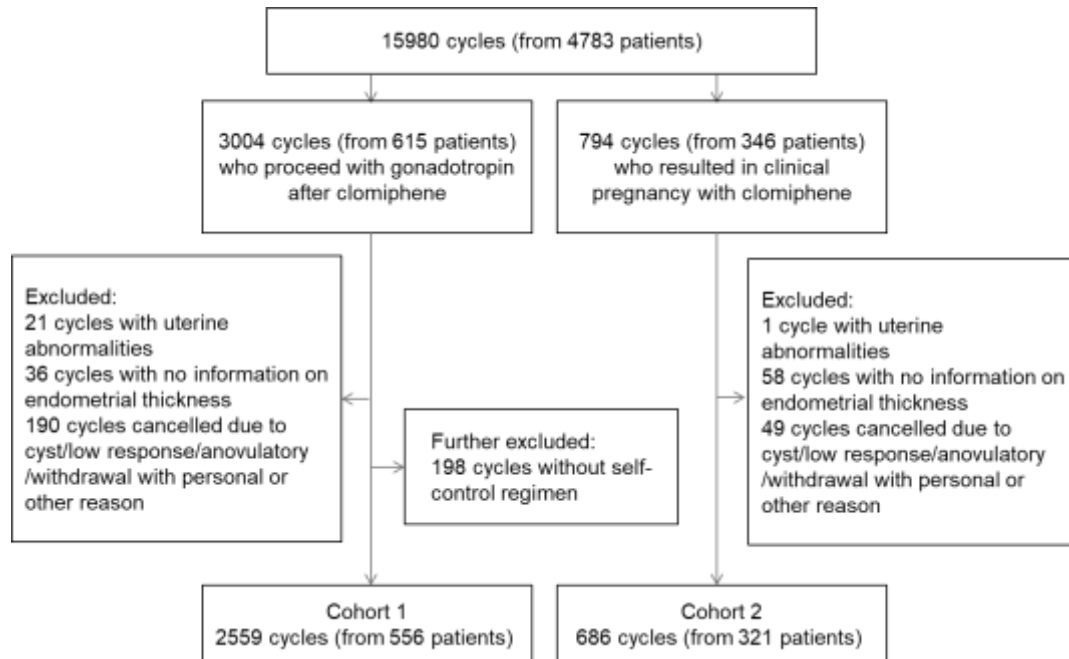 15980 cycles (from 4783 patients)
3004 cycles (from 615 patients)
who proceed with gonadotropin
after clomiphene
794 cycles (from 346 patients)
who resulted in clinical
pregnancy with clomiphene
Excluded:
21 cycles with uterine
abnormalities
36 cycles with no information on
endometrial thickness
190 cycles cancelled due to
cyst/low response/anovulatory
/withdrawal with personal or
other reason
Further excluded:
198 cycles without self-
control regimen
Excluded:
1 cycle with uterine
abnormalities
58 cycles with no information on
endometrial thickness
49 cycles cancelled due to
cyst/low response/anovulatory
/withdrawal with personal or
other reason
Cohort 1
2559 cycles (from 556 patients)
Cohort 2
686 cycles (from 321 patients)